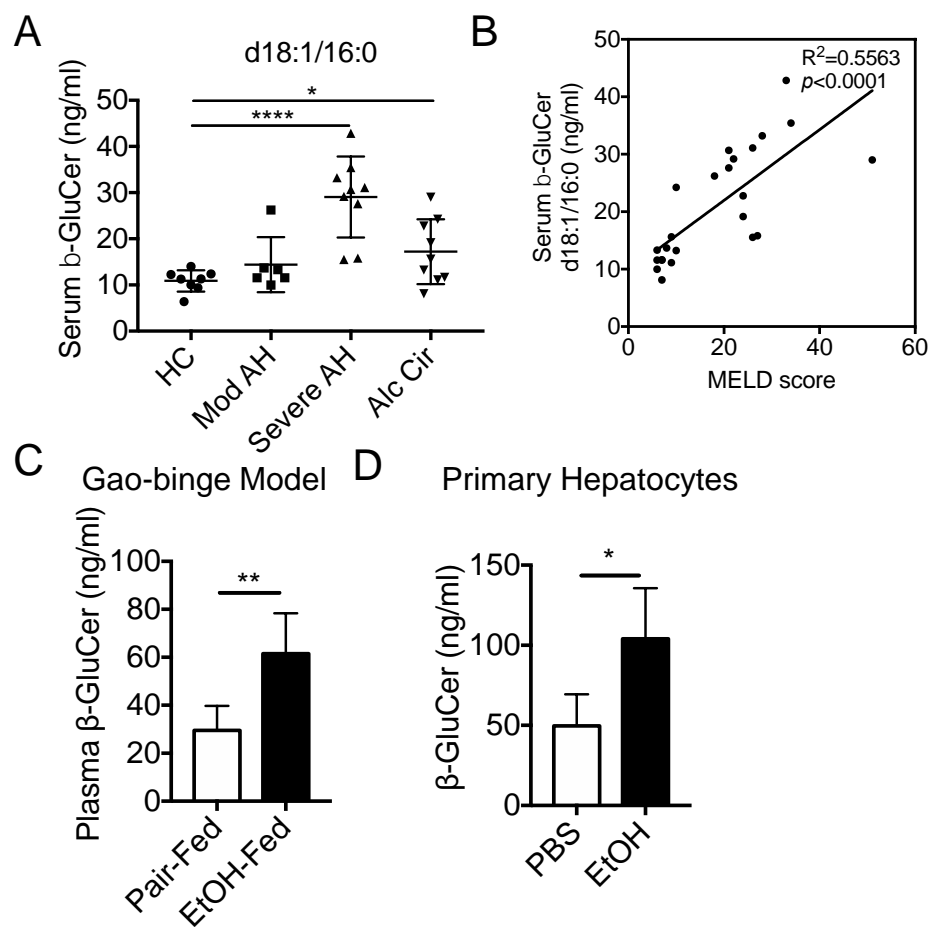 A
d18:1/16:0
Serum b-GluCer (ng/ml)
50
40
30
20
10
0
*
****
HC
Mod AH
Severe AH
Alc Cir
B
Serum b-GluCer
d18:1/16:0 (ng/ml)
50
40
30
20
10
0
R²=0.5563
p<0.0001
0
20
40
60
MELD score
C
Gao-binge Model
Plasma β-GluCer (ng/ml)
100
80
60
40
20
0
**
Pair-Fed
EtOH-Fed
D
Primary Hepatocytes
β-GluCer (ng/ml)
150
100
50
0
*
PBS
EtOH